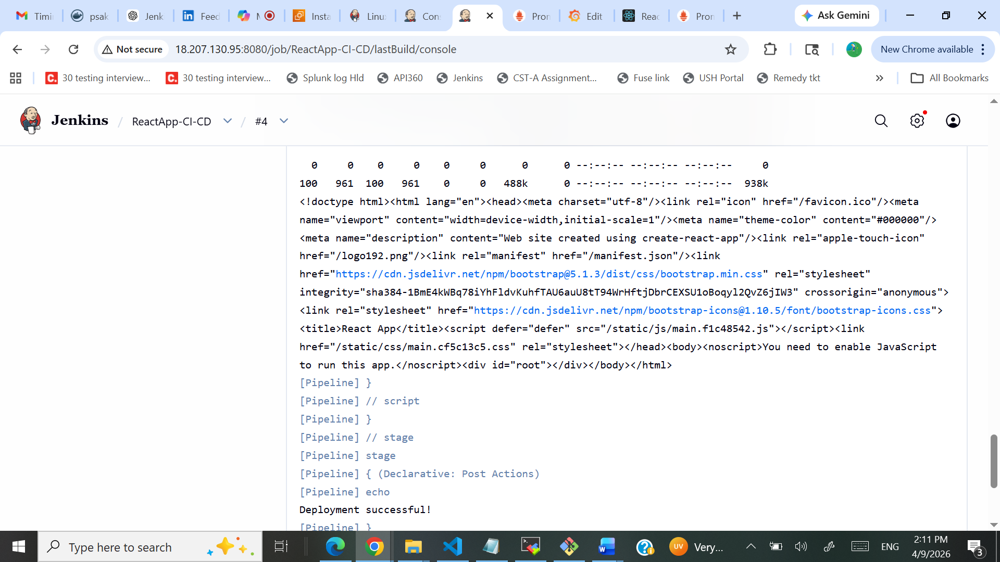 Timi
psak
Jenk
Feed
Insta
Linu
Con
Pron
Edit
Reac
Pron
Ask Gemini
Not secure
18.207.130.95:8080/job/ReactApp-CI-CD/lastBuild/console
New Chrome available
30 testing interview...
30 testing interview...
Splunk log Hld
API360
Jenkins
CST-A Assignment...
Fuse link
USH Portal
Remedy tkt
»
All Bookmarks
Jenkins / ReactApp-CI-CD / #4
0 0 0 0 0 0 0 0 --:--:-- --:--:-- --:--:-- 0
100 961 100 961 0 0 488k 0 --:--:-- --:--:-- --:--:-- 938k
<!doctype html><html lang="en"><head><meta charset="utf-8"/><link rel="icon" href="/favicon.ico"/><meta
name="viewport" content="width=device-width,initial-scale=1"/><meta name="theme-color" content="#000000"/>
<meta name="description" content="Web site created using create-react-app"/><link rel="apple-touch-icon"
href="/logo192.png"/><link rel="manifest" href="/manifest.json"/><link
href="https://cdn.jsdelivr.net/npm/bootstrap@5.1.3/dist/css/bootstrap.min.css" rel="stylesheet"
integrity="sha384-1BmE4kWBq78iYhFldvKuhfTAU6auU8tT94WrHftjDbrCEXSU1oBoqyl2QvZ6jIW3" crossorigin="anonymous">
<link rel="stylesheet" href="https://cdn.jsdelivr.net/npm/bootstrap-icons@1.10.5/font/bootstrap-icons.css">
<title>React App</title><script defer="defer" src="/static/js/main.f1c48542.js"></script><link
href="/static/css/main.cf5c13c5.css" rel="stylesheet"></head><body><noscript>You need to enable JavaScript
to run this app.</noscript><div id="root"></div></body></html>
[Pipeline] }
[Pipeline] // script
[Pipeline] }
[Pipeline] // stage
[Pipeline] stage
[Pipeline] { (Declarative: Post Actions)
[Pipeline] echo
Deployment successful!
[Pipeline] }
Type here to search
UV
Very...
ENG
2:11 PM
4/9/2026
3